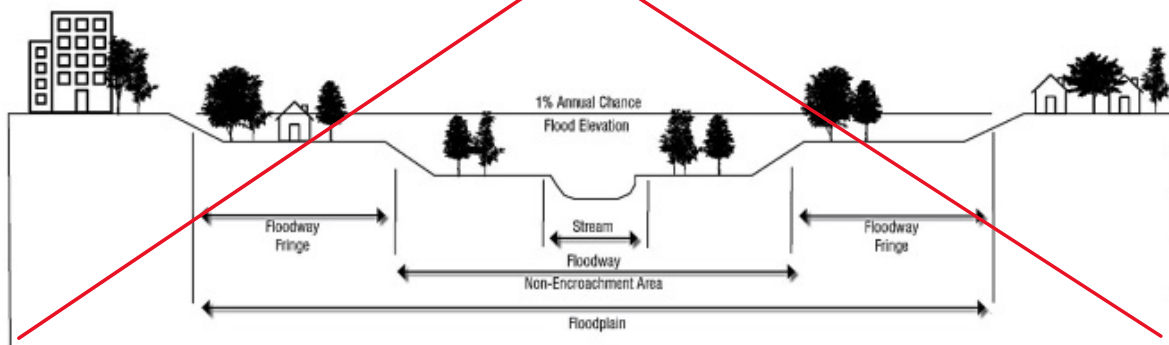 1% Annual Chance
Flood Elevation
Floodway
Fringe
Stream
Floodway
Fringe
Floodway
Non-Encroachment Area
Floodplain